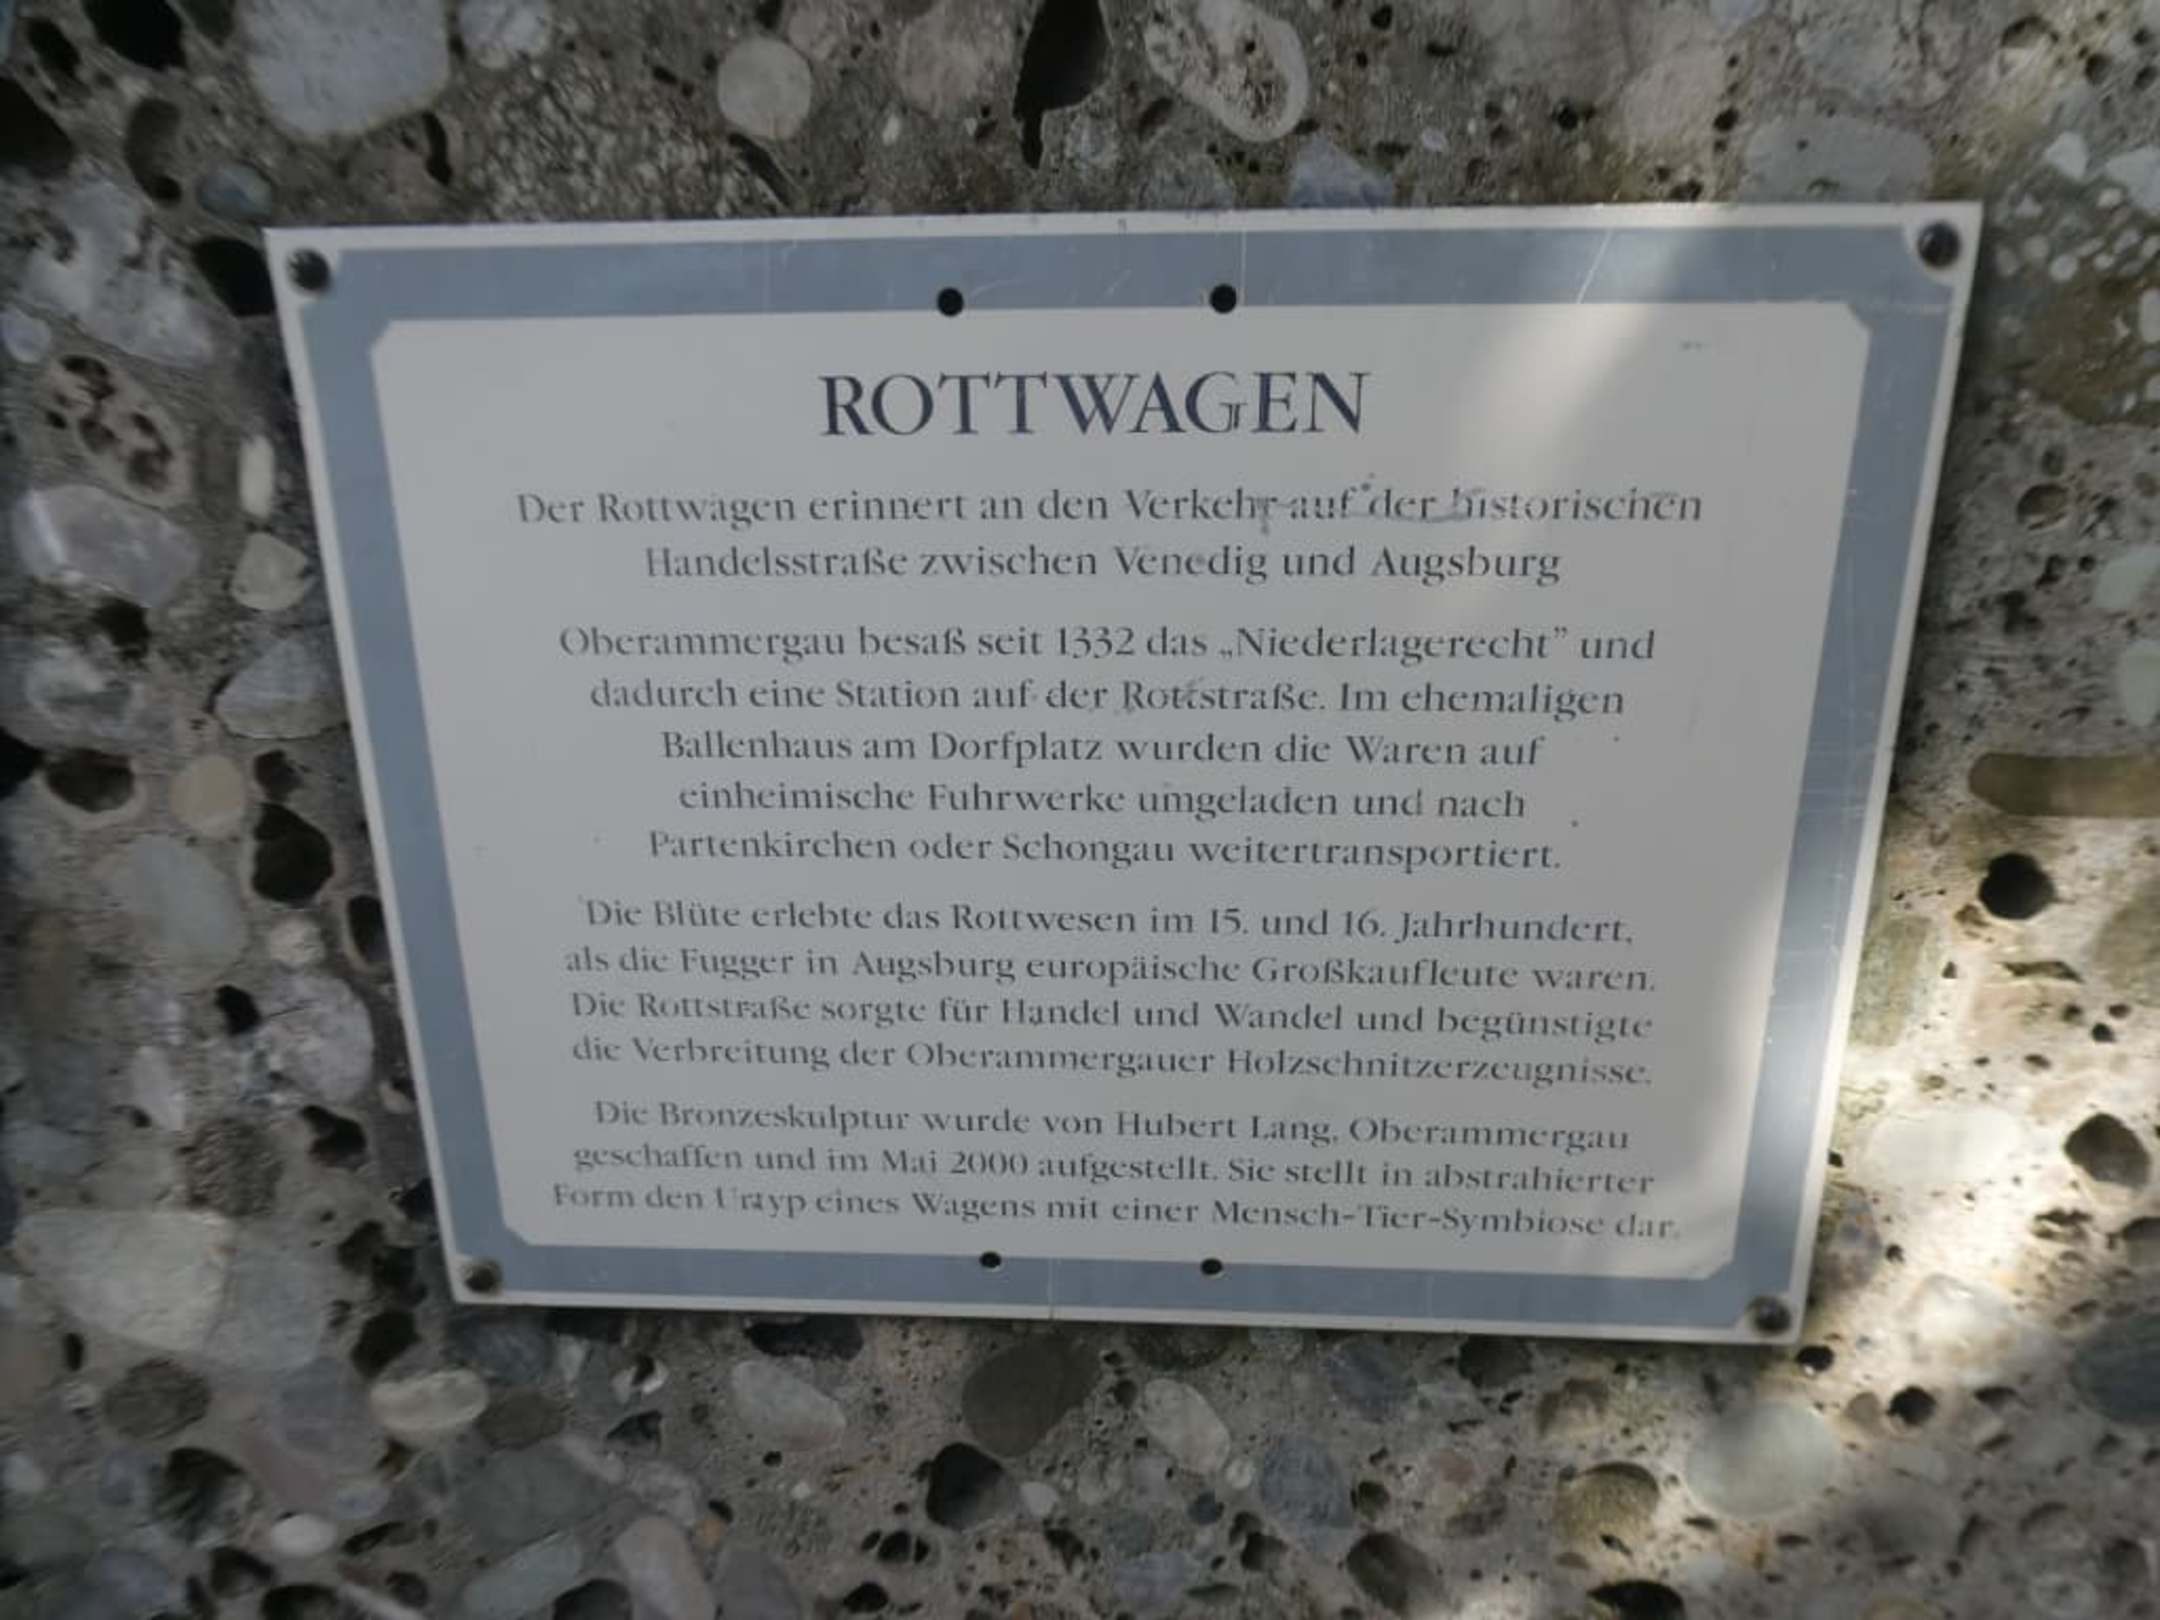 ROTTWAGEN
Der Rottwagen erinnert an den Verkehr auf der historischen
Handelsstraße zwischen Venedig und Augsburg
Oberammergau besaß seit 1332 das „Niederlagerecht” und
dadurch eine Station auf der Rottstraße. Im ehemaligen
Ballenhaus am Dorfplatz wurden die Waren auf
einheimische Fuhrwerke umgeladen und nach
Partenkirchen oder Schongau weitertransportiert.
Die Blüte erlebte das Rottwesen im 15. und 16. Jahrhundert,
als die Fugger in Augsburg europäische Großkaufleute waren.
Die Rottstraße sorgte für Handel und Wandel und begünstigte
die Verbreitung der Oberammergauer Holzschnitzerzeugnisse.
Die Bronzeskulptur wurde von Hubert Lang, Oberammergau
geschaffen und im Mai 2000 aufgestellt. Sie stellt in abstrahierter
Form den Urtyp eines Wagens mit einer Mensch-Tier-Symbiose dar.